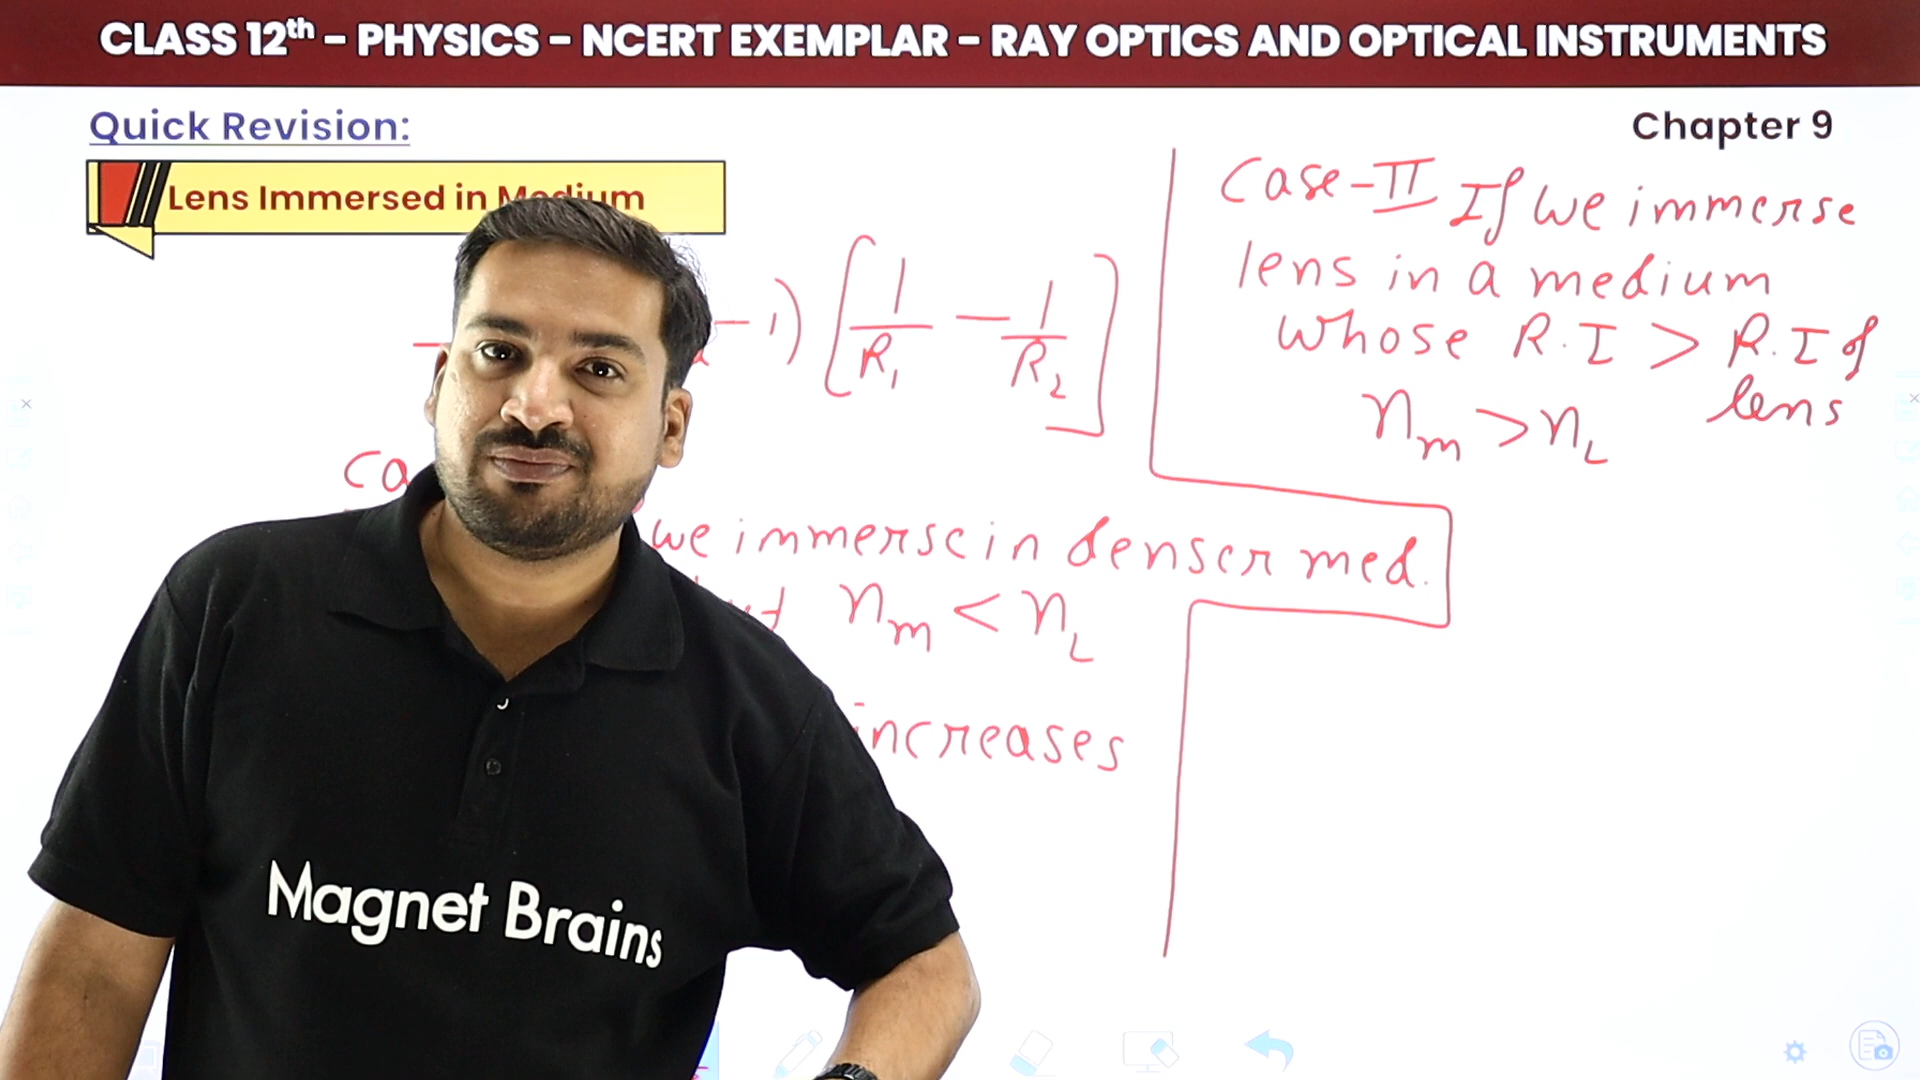 CLASS 12th – PHYSICS – NCERT EXEMPLAR – RAY OPTICS AND OPTICAL INSTRUMENTS
Quick Revision:
Chapter 9
Lens Immersed in Medium
– 1) [1/R₁ – 1/R₂]
we immerse in denser med.
nm < nL
increases
Case-II If we immerse
lens in a medium
whose R.I > R.I of
lens
nm > nL
Magnet Brains